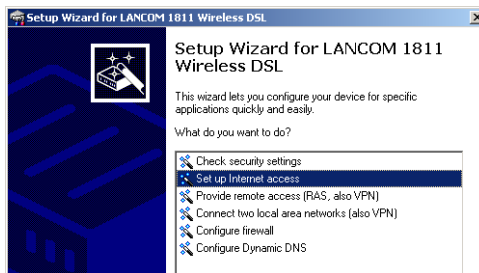 Setup Wizard for LANCOM 1811 Wireless DSL
Setup Wizard for LANCOM 1811
Wireless DSL
This wizard lets you configure your device for specific
applications quickly and easily.
What do you want to do?
Check security settings
Set up Internet access
Provide remote access (RAS, also VPN)
Connect two local area networks (also VPN)
Configure firewall
Configure Dynamic DNS